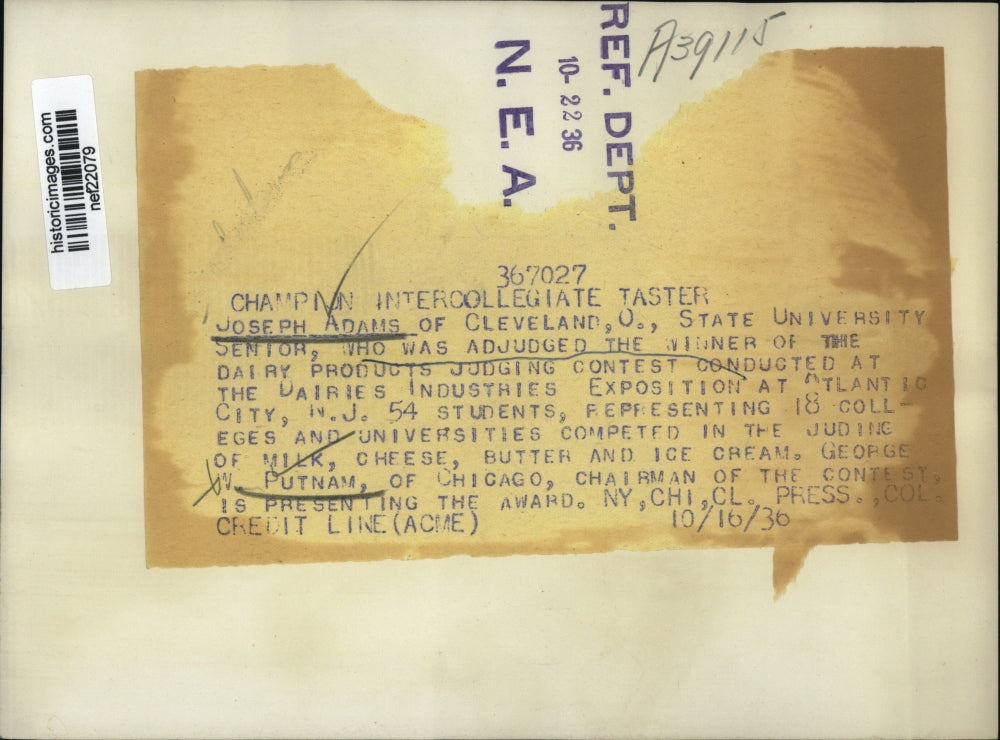 REF. DEPT.
10- 22 36
N. E. A.
A39115
historicimages.com
nef22079
367027
CHAMPION INTERCOLLEGIATE TASTER
JOSEPH ADAMS OF CLEVELAND, O., STATE UNIVERSITY
SENIOR, WHO WAS ADJUDGED THE WINNER OF THE
DAIRY PRODUCTS JUDGING CONTEST CONDUCTED AT
THE DAIRIES INDUSTRIES EXPOSITION AT ATLANTIC
CITY, N.J. 54 STUDENTS, REPRESENTING 18 COLL-
EGES AND UNIVERSITIES COMPETED IN THE JUDING
OF MILK, CHEESE, BUTTER AND ICE CREAM. GEORGE
W. PUTNAM, OF CHICAGO, CHAIRMAN OF THE CONTEST,
IS PRESENTING THE AWARD. NY,CHI,CL. PRESS.,COL.
CREDIT LINE(ACME) 10/16/36